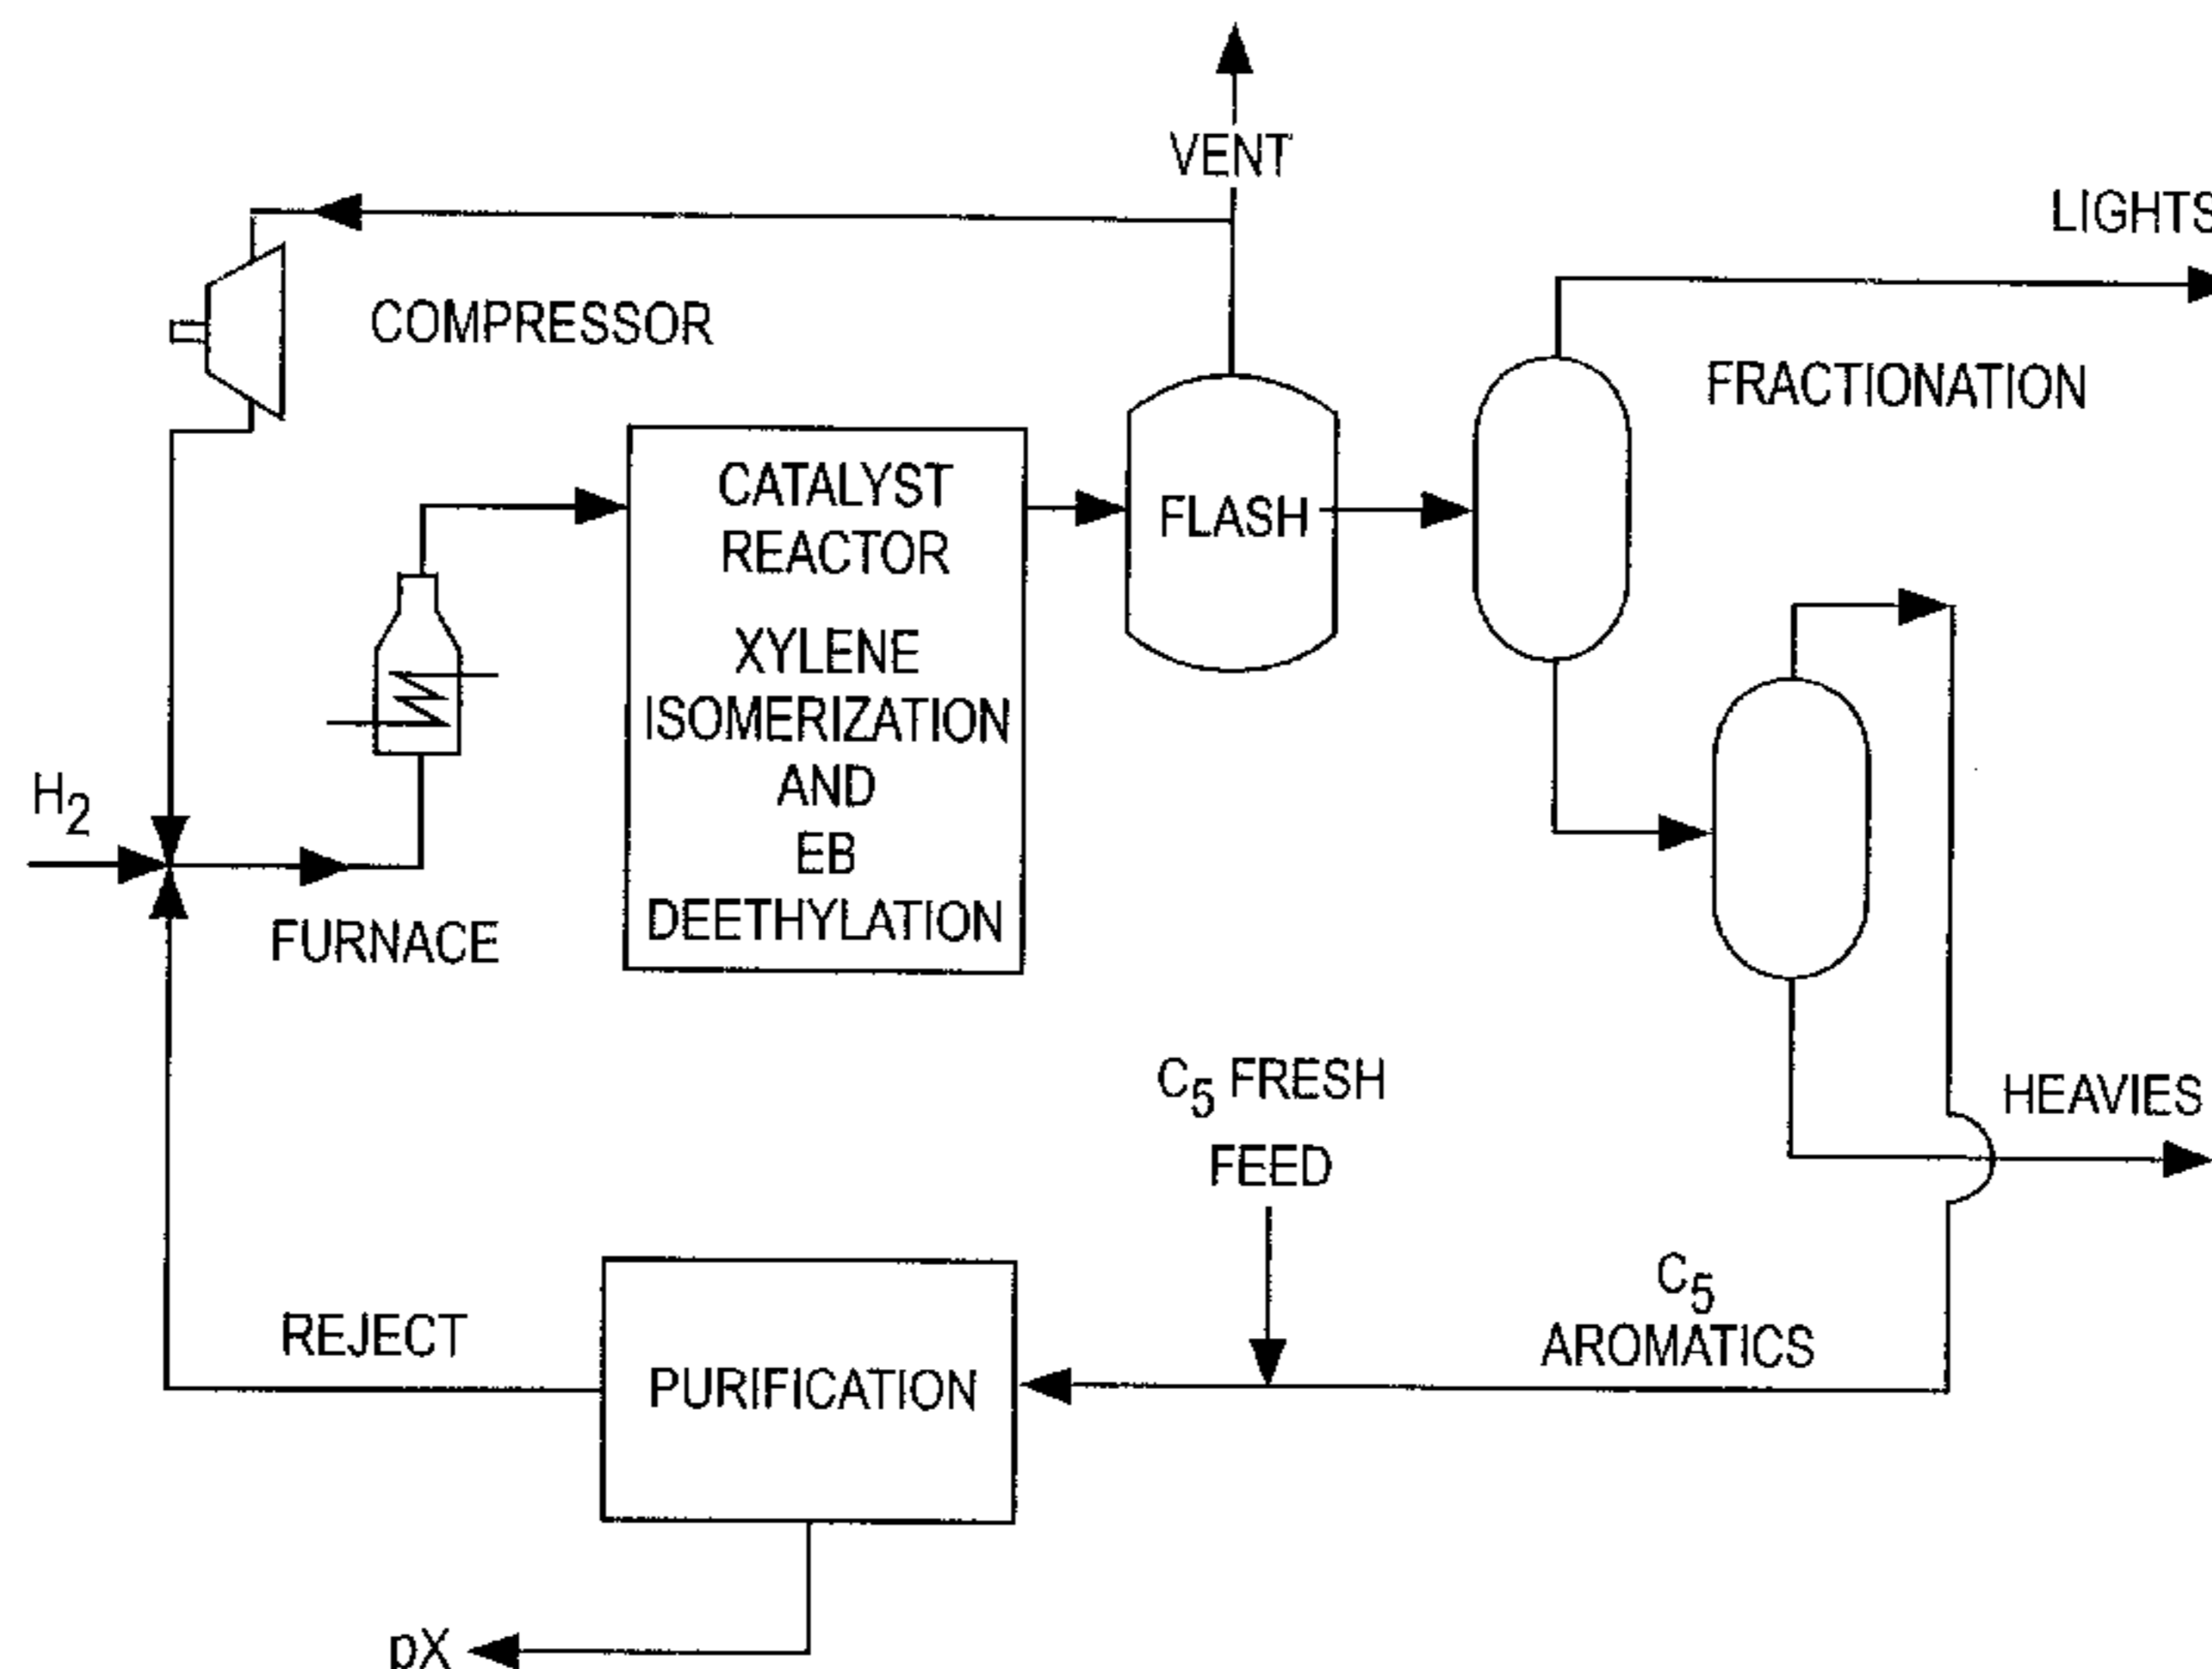 VENT
LIGHTS
COMPRESSOR
FRACTIONATION
CATALYST
REACTOR
XYLENE
ISOMERIZATION
AND
EB
DEETHYLATION
FLASH
H2
FURNACE
C5 FRESH
FEED
HEAVIES
C5
AROMATICS
REJECT
PURIFICATION
pX